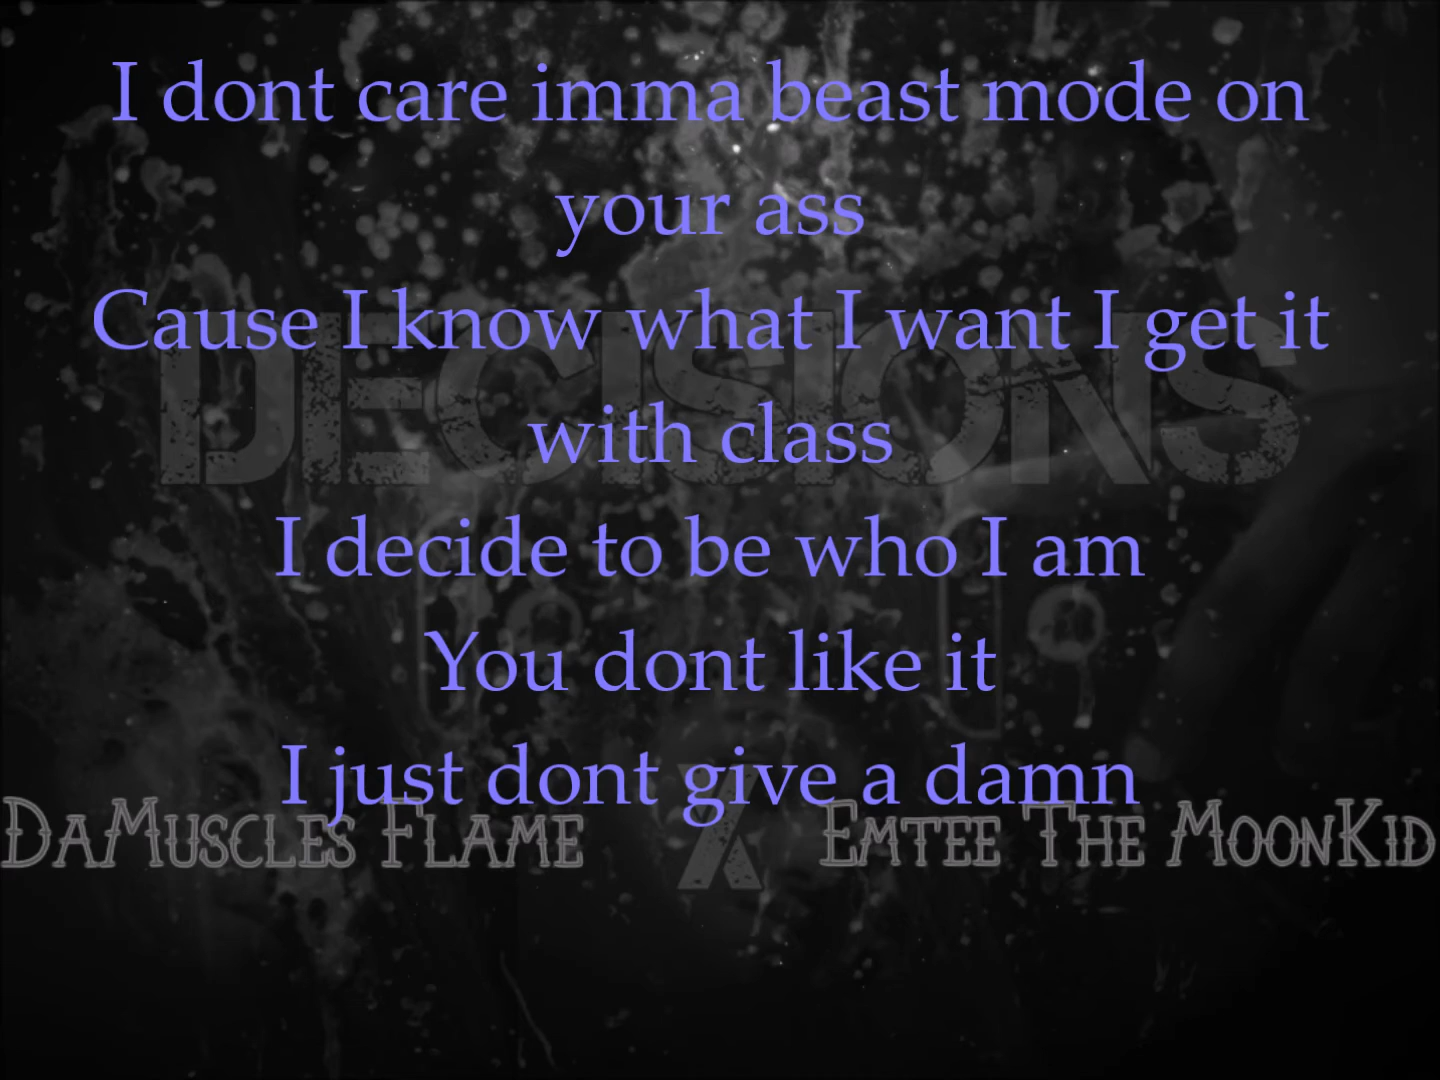 I dont care imma beast mode on
your ass
Cause I know what I want I get it
DECISIONS
with class
I decide to be who I am
You dont like it
I just dont give a damn
DaMuscles Flame X Emtee The MoonKid